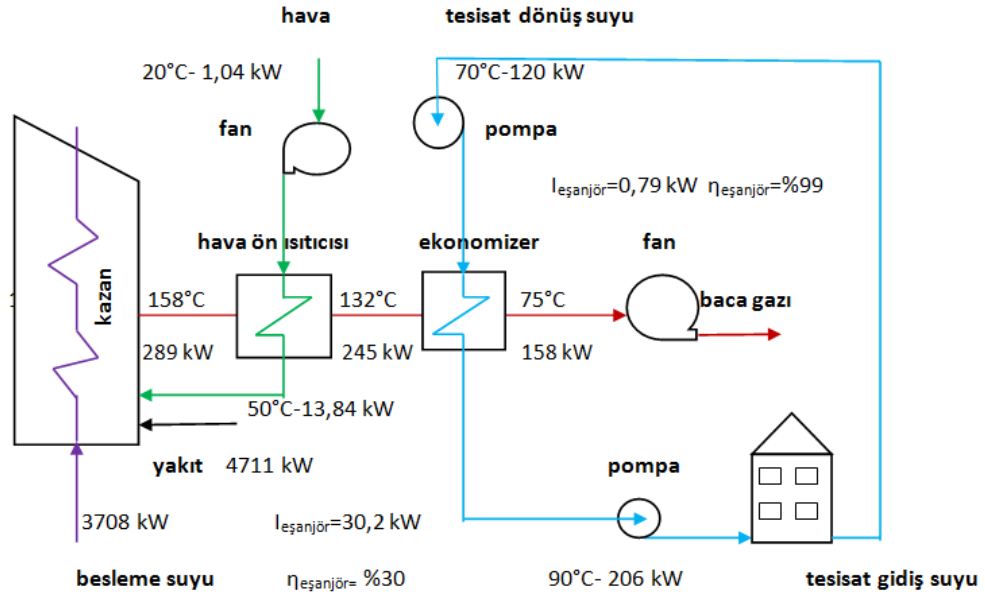 hava
tesisat dönüş suyu
20°C- 1,04 kW
70°C-120 kW
fan
pompa
Ieşanjör=0,79 kW ηeşanjör=%99
hava ön ısıtıcısı
ekonomizer
fan
kazan
158°C
132°C
75°C
baca gazı
289 kW
245 kW
158 kW
50°C-13,84 kW
yakıt 4711 kW
pompa
3708 kW
Ieşanjör=30,2 kW
besleme suyu
ηeşanjör= %30
90°C- 206 kW
tesisat gidiş suyu